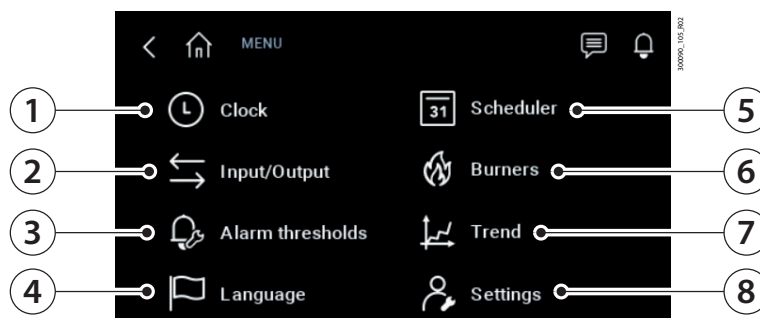 MENU
300090_105_R02
1
Clock
31
Scheduler
5
2
Input/Output
Burners
6
3
Alarm thresholds
Trend
7
4
Language
Settings
8